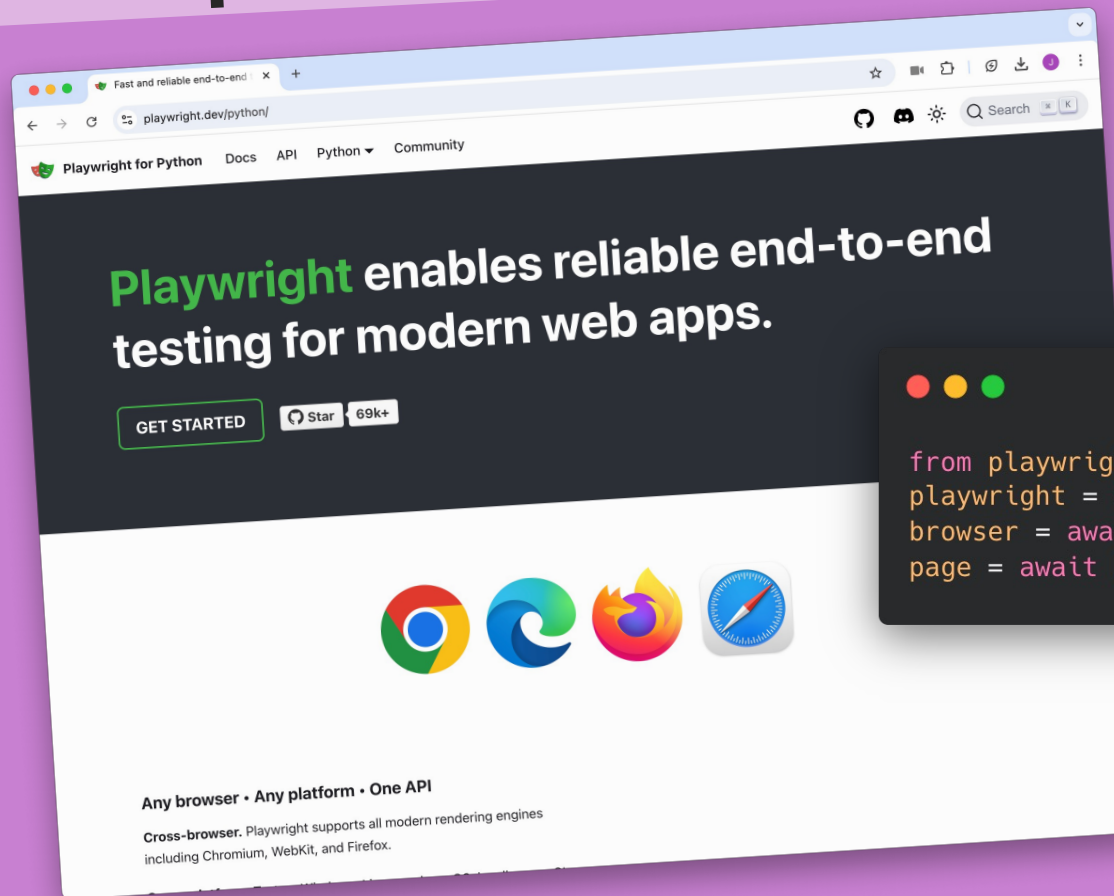 Fast and reliable end-to-end
playwright.dev/python/
J
Playwright for Python Docs API Python Community Search ⌘ K
Playwright enables reliable end-to-end
testing for modern web apps.
GET STARTED Star 69k+
from playwrig
playwright =
browser = awa
page = await
Any browser • Any platform • One API
Cross-browser. Playwright supports all modern rendering engines
including Chromium, WebKit, and Firefox.